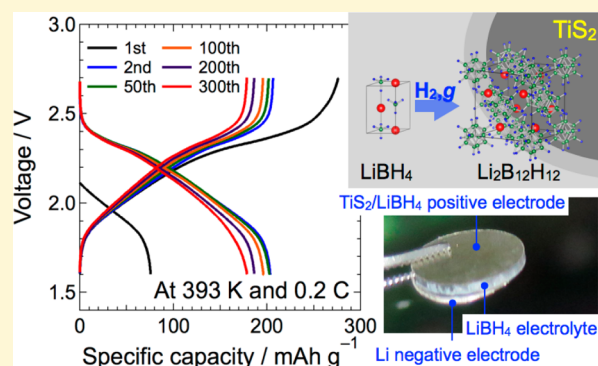 3.0
2.5
2.0
1.5
Voltage / V
1st
2nd
50th
100th
200th
300th
At 393 K and 0.2 C
0
100
200
300
Specific capacity / mAh g⁻¹
TiS₂
H₂,g
LiBH₄
Li₂B₁₂H₁₂
TiS₂/LiBH₄ positive electrode
LiBH₄ electrolyte
Li negative electrode